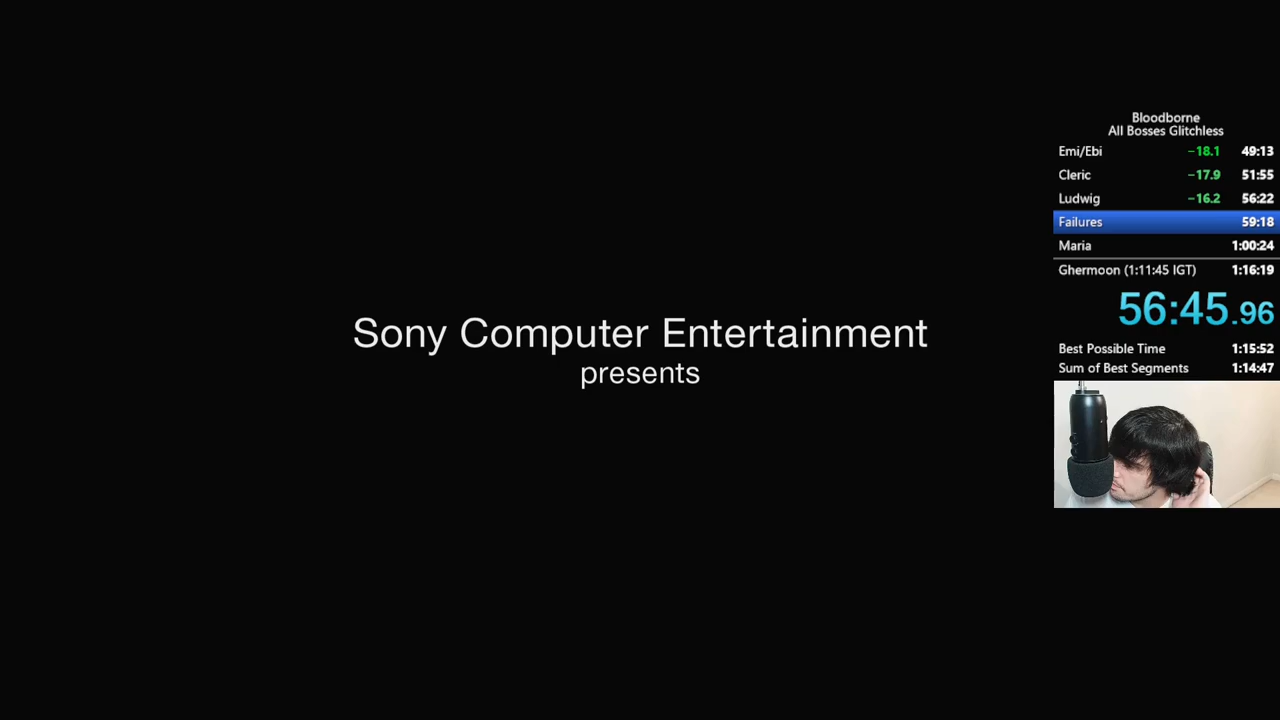 Sony Computer Entertainment
presents
Bloodborne
All Bosses Glitchless
Emi/Ebi −18.1 49:13
Cleric −17.9 51:55
Ludwig −16.2 56:22
Failures 59:18
Maria 1:00:24
Ghermoon (1:11:45 IGT) 1:16:19
56:45.96
Best Possible Time 1:15:52
Sum of Best Segments 1:14:47